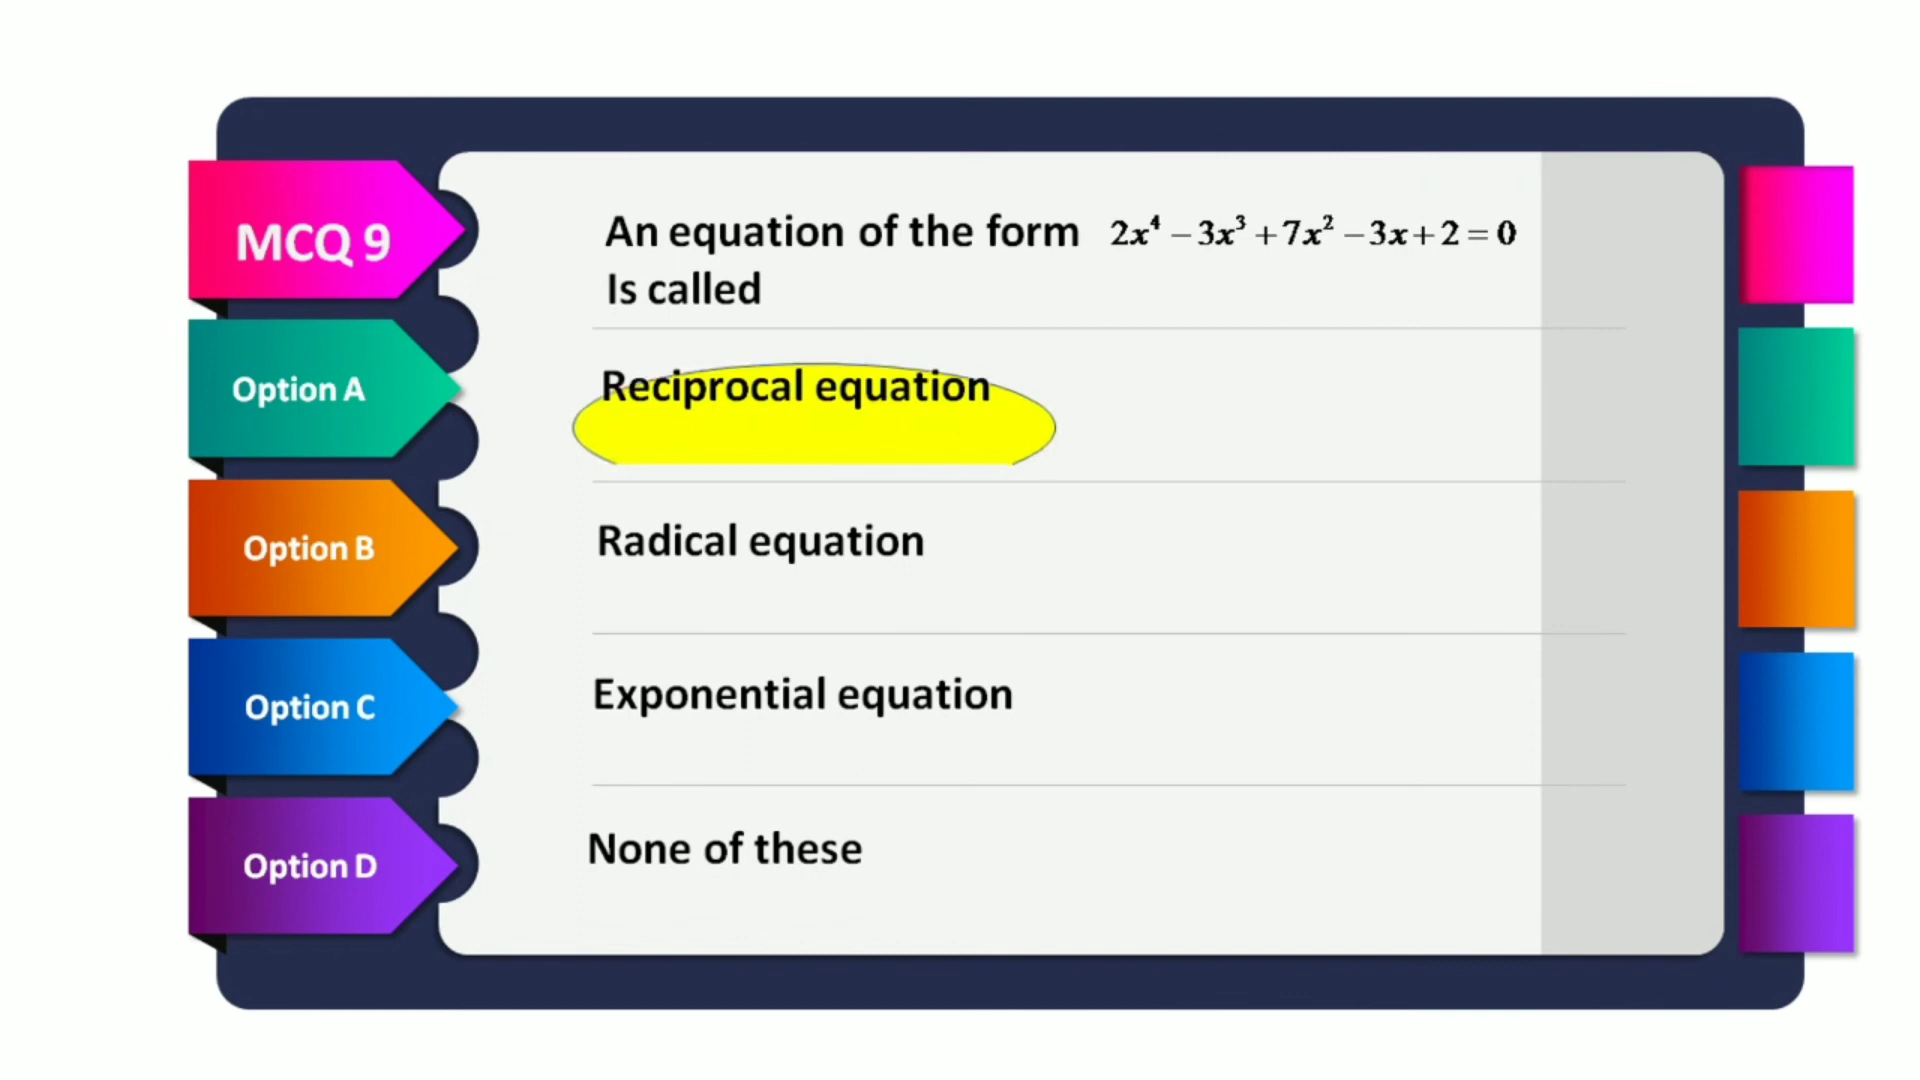 MCQ 9
An equation of the form 2x⁴ − 3x³ + 7x² − 3x + 2 = 0
Is called
Option A
Reciprocal equation
Option B
Radical equation
Option C
Exponential equation
Option D
None of these